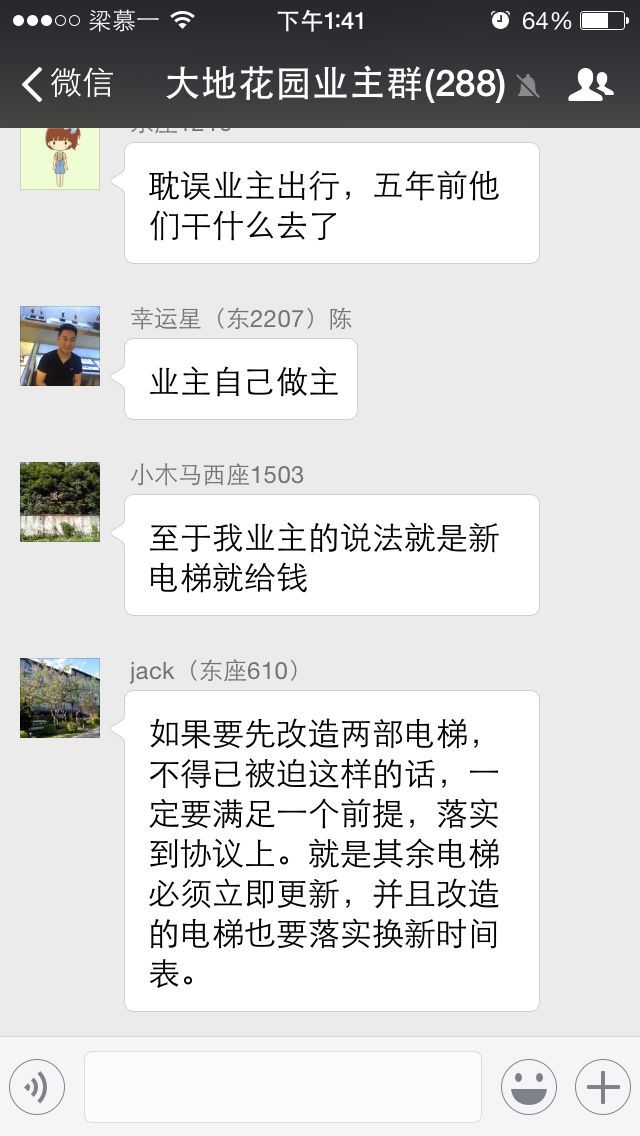 梁慕一
下午1:41
64%
微信
大地花园业主群(288)
耽误业主出行，五年前他
们干什么去了
幸运星（东2207）陈
业主自己做主
小木马西座1503
至于我业主的说法就是新
电梯就给钱
jack（东座610）
如果要先改造两部电梯，
不得已被迫这样的话，一
定要满足一个前提，落实
到协议上。就是其余电梯
必须立即更新，并且改造
的电梯也要落实换新时间
表。